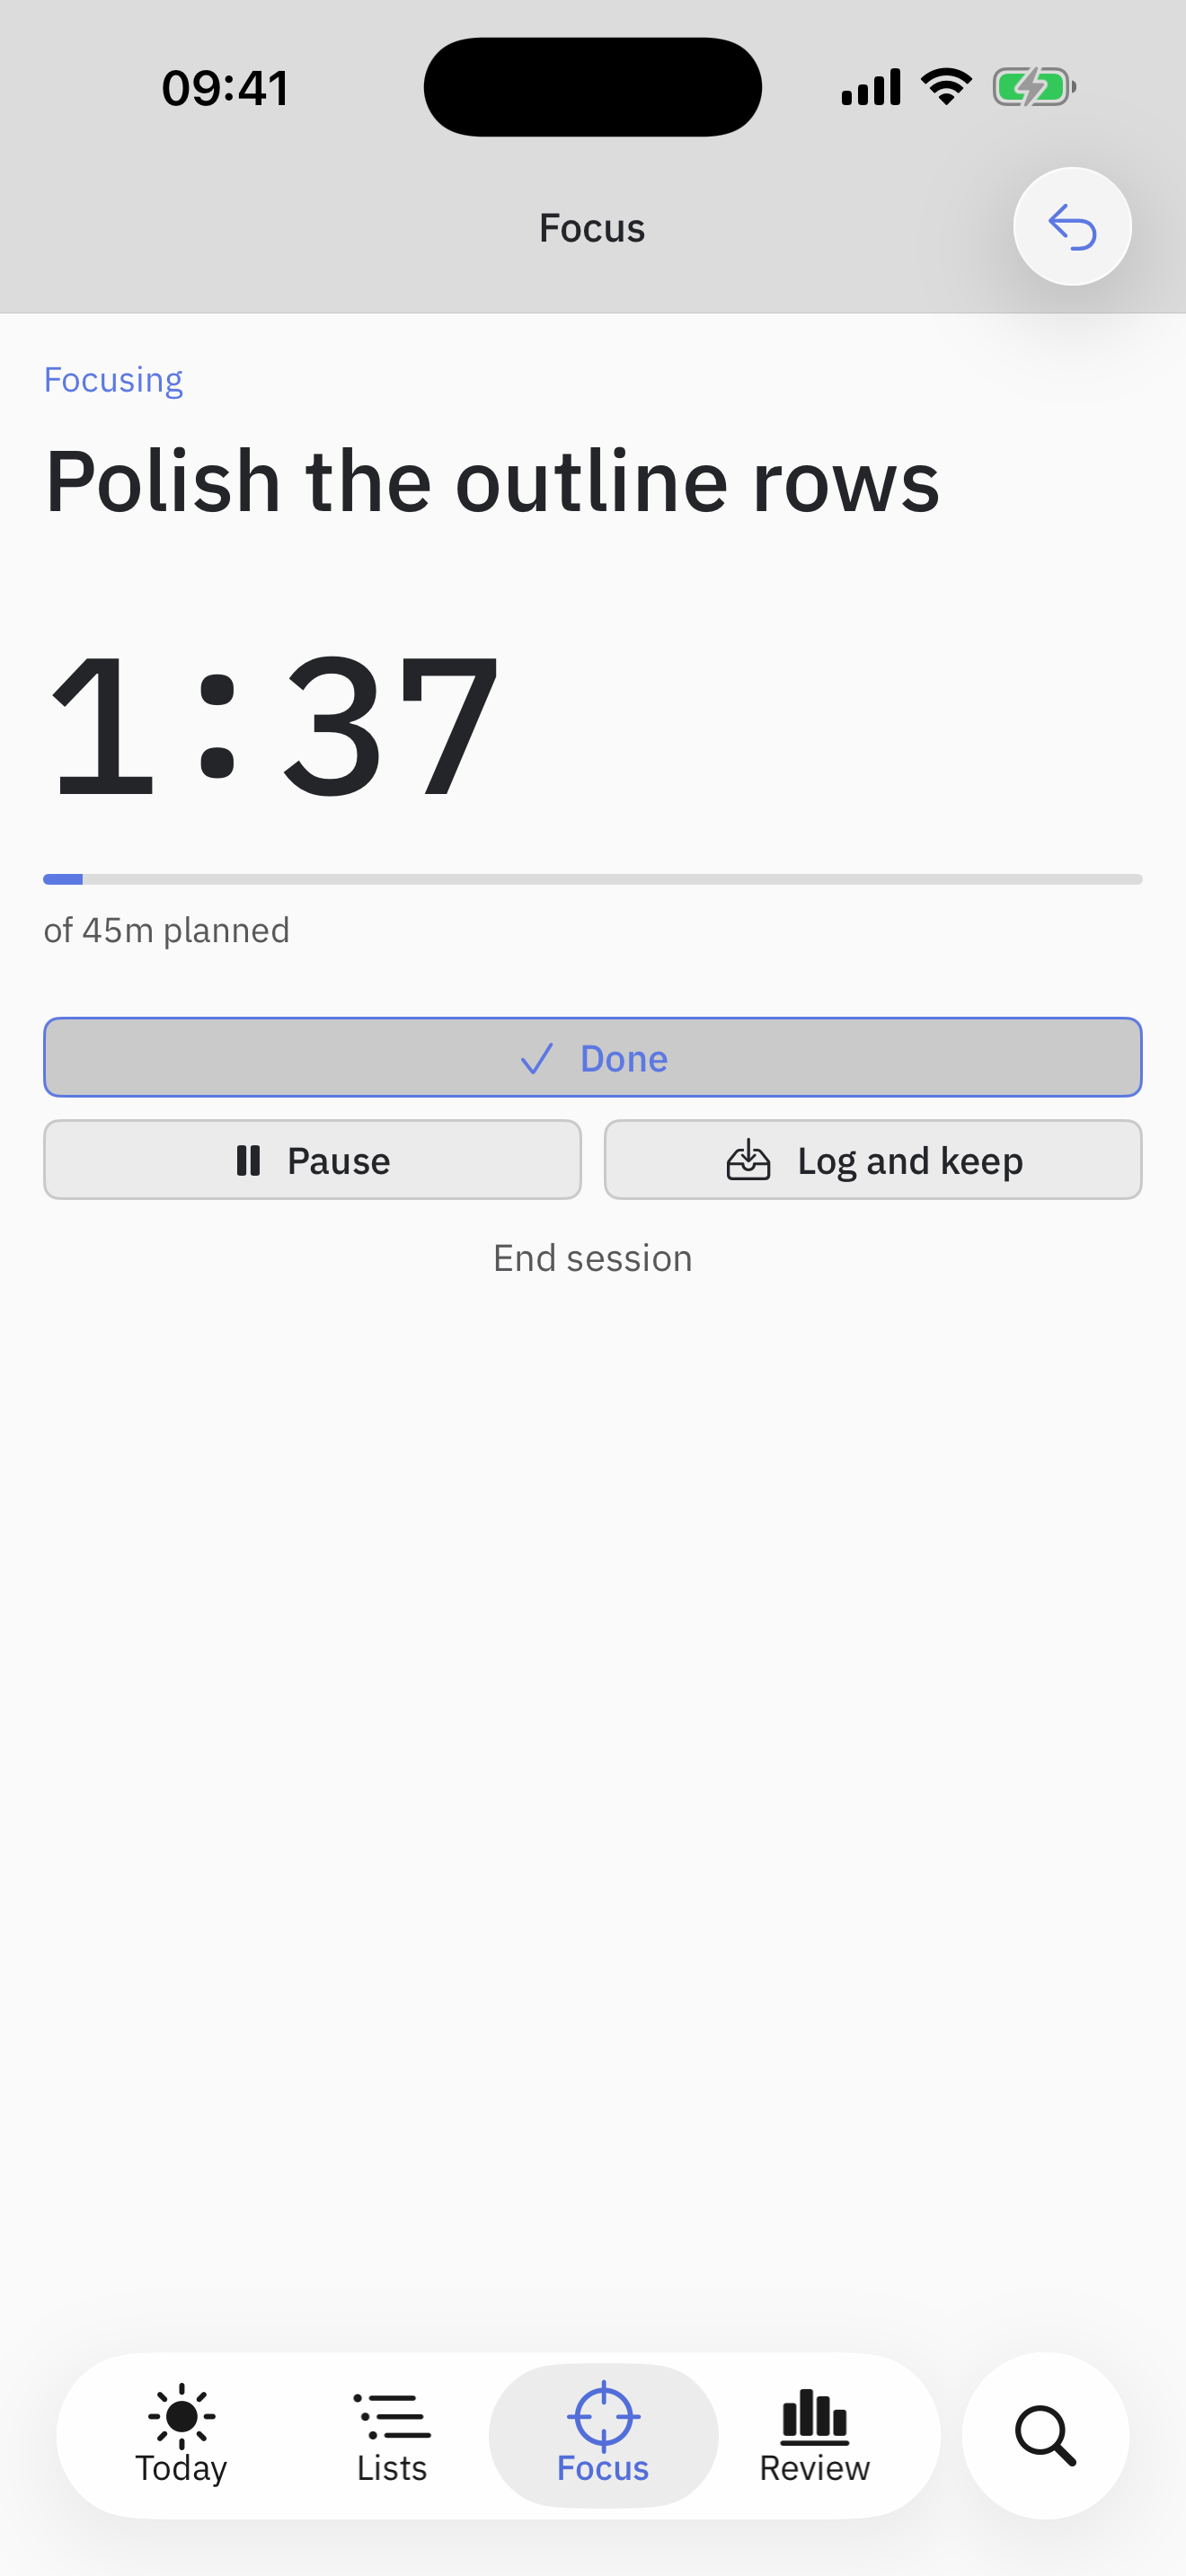 09:41
Focus
Focusing
Polish the outline rows
1:37
of 45m planned
Done
Pause
Log and keep
End session
Today
Lists
Focus
Review